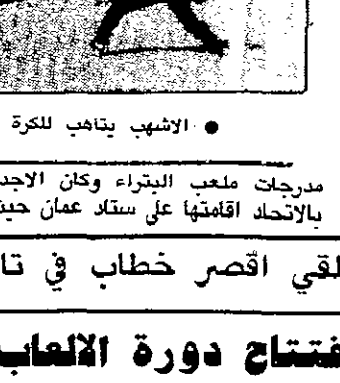 ● الاشهب يتاهب للكرة
مدرجات ملعب البتراء وكان الاجد
بالاتحاد اقامتها على ستاد عمان حيث
لقي اقصر خطاب في تا
فتتاح دورة الالعاب